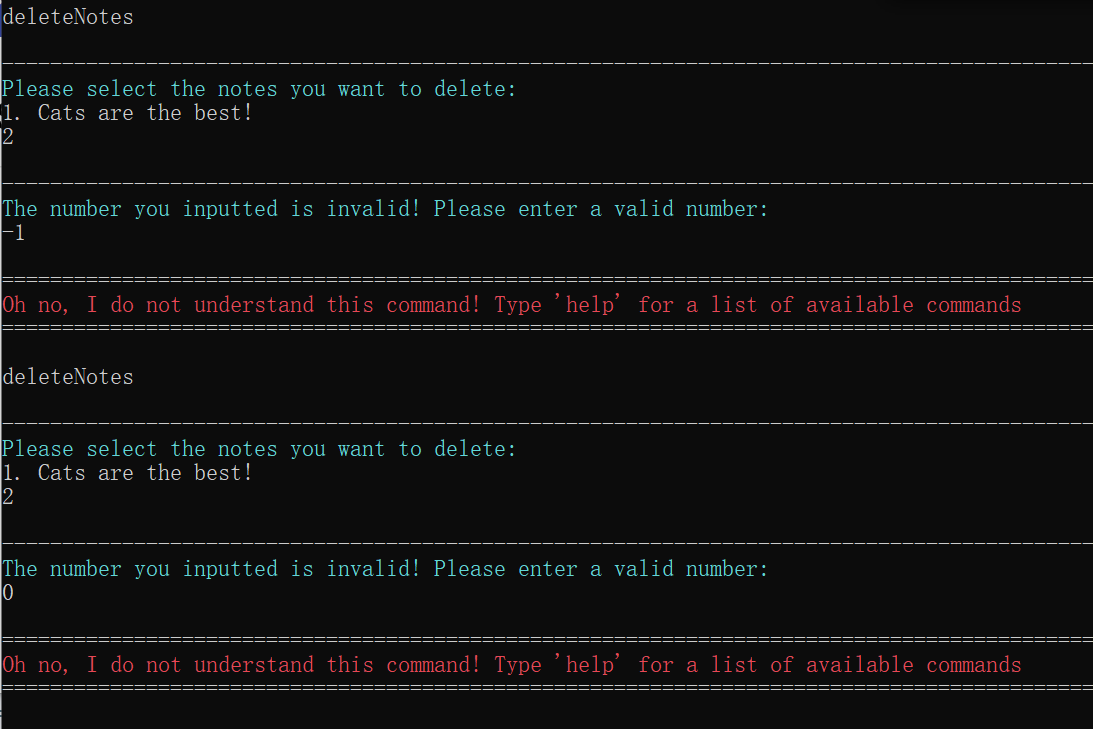 deleteNotes
Please select the notes you want to delete:
1. Cats are the best!
2
The number you inputted is invalid! Please enter a valid number:
-1
Oh no, I do not understand this command! Type 'help' for a list of available commands
deleteNotes
Please select the notes you want to delete:
1. Cats are the best!
2
The number you inputted is invalid! Please enter a valid number:
0
Oh no, I do not understand this command! Type 'help' for a list of available commands